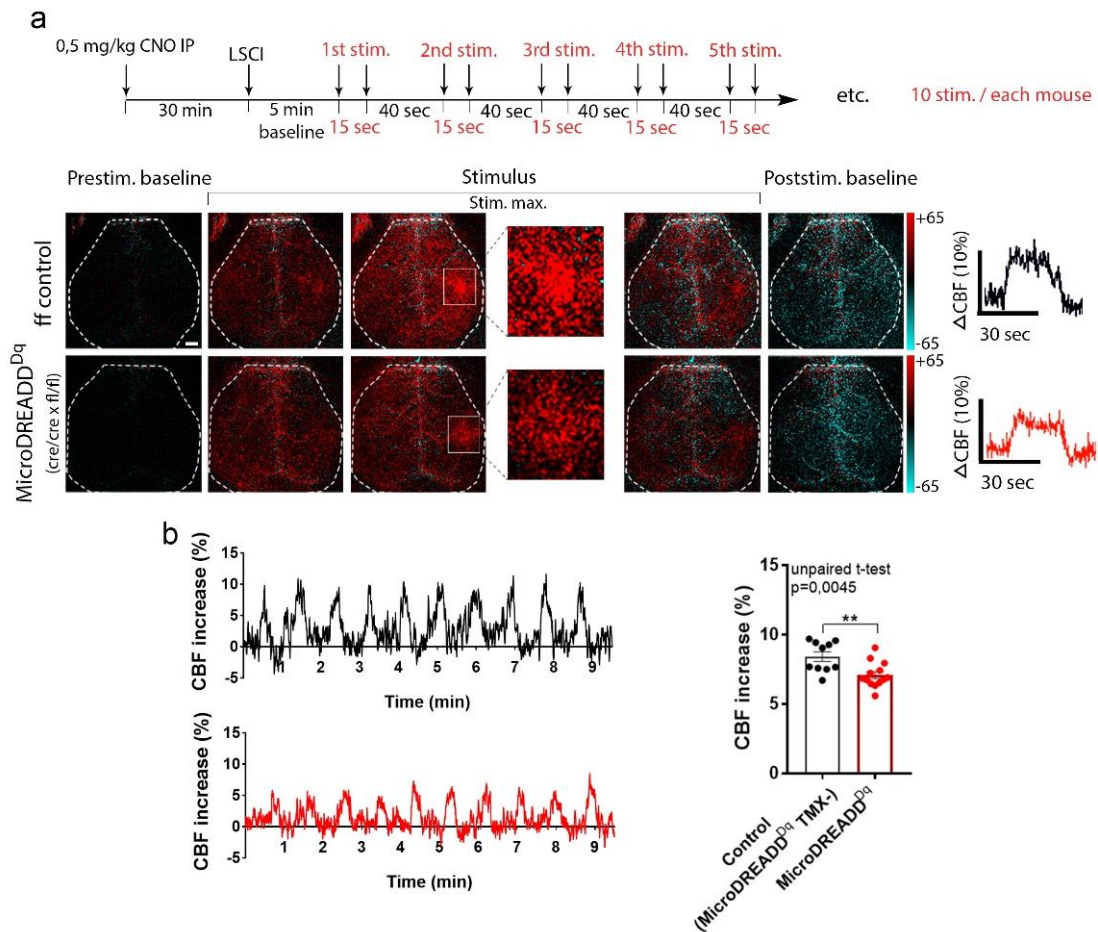 a
0,5 mg/kg CNO IP
LSCI
1st stim.
2nd stim.
3rd stim.
4th stim.
5th stim.
30 min
5 min
baseline
15 sec
40 sec
15 sec
40 sec
15 sec
40 sec
15 sec
40 sec
15 sec
etc.
10 stim. / each mouse
Prestim. baseline
Stimulus
Stim. max.
Poststim. baseline
ff control
+65
-65
ΔCBF (10%)
30 sec
MicroDREADD^Dq
(cre/cre x fl/fl)
+65
-65
ΔCBF (10%)
30 sec
b
CBF increase (%)
15
10
5
0
-5
1 2 3 4 5 6 7 8 9
Time (min)
CBF increase (%)
15
10
5
0
-5
1 2 3 4 5 6 7 8 9
Time (min)
CBF increase (%)
15
10
5
0
unpaired t-test
p=0,0045
**
Control
(MicroDREADD^Dq TMX-)
MicroDREADD^Dq